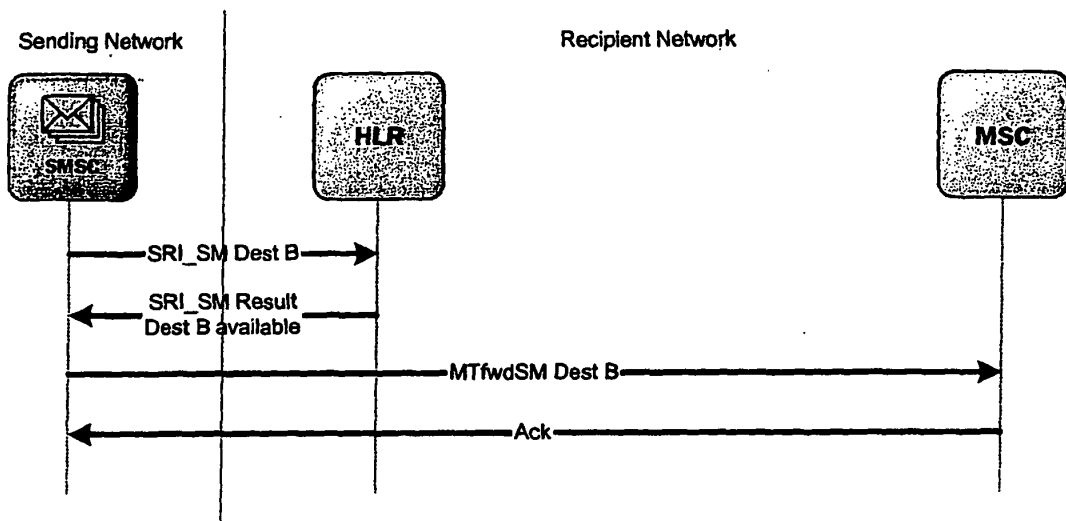 Sending Network
Recipient Network
SMSC
HLR
MSC
SRI_SM Dest B
SRI_SM Result
Dest B available
MTfwdSM Dest B
Ack